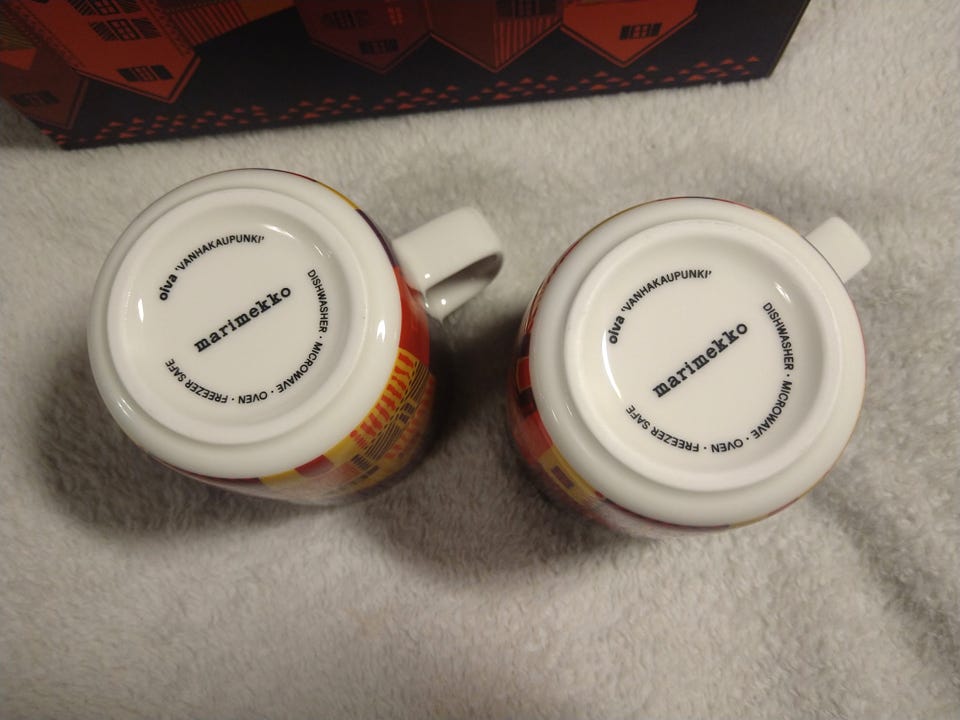 oiva 'VANHAKAUPUNKI'
marimekko
DISHWASHER · MICROWAVE · OVEN · FREEZER SAFE
oiva 'VANHAKAUPUNKI'
marimekko
DISHWASHER · MICROWAVE · OVEN · FREEZER SAFE